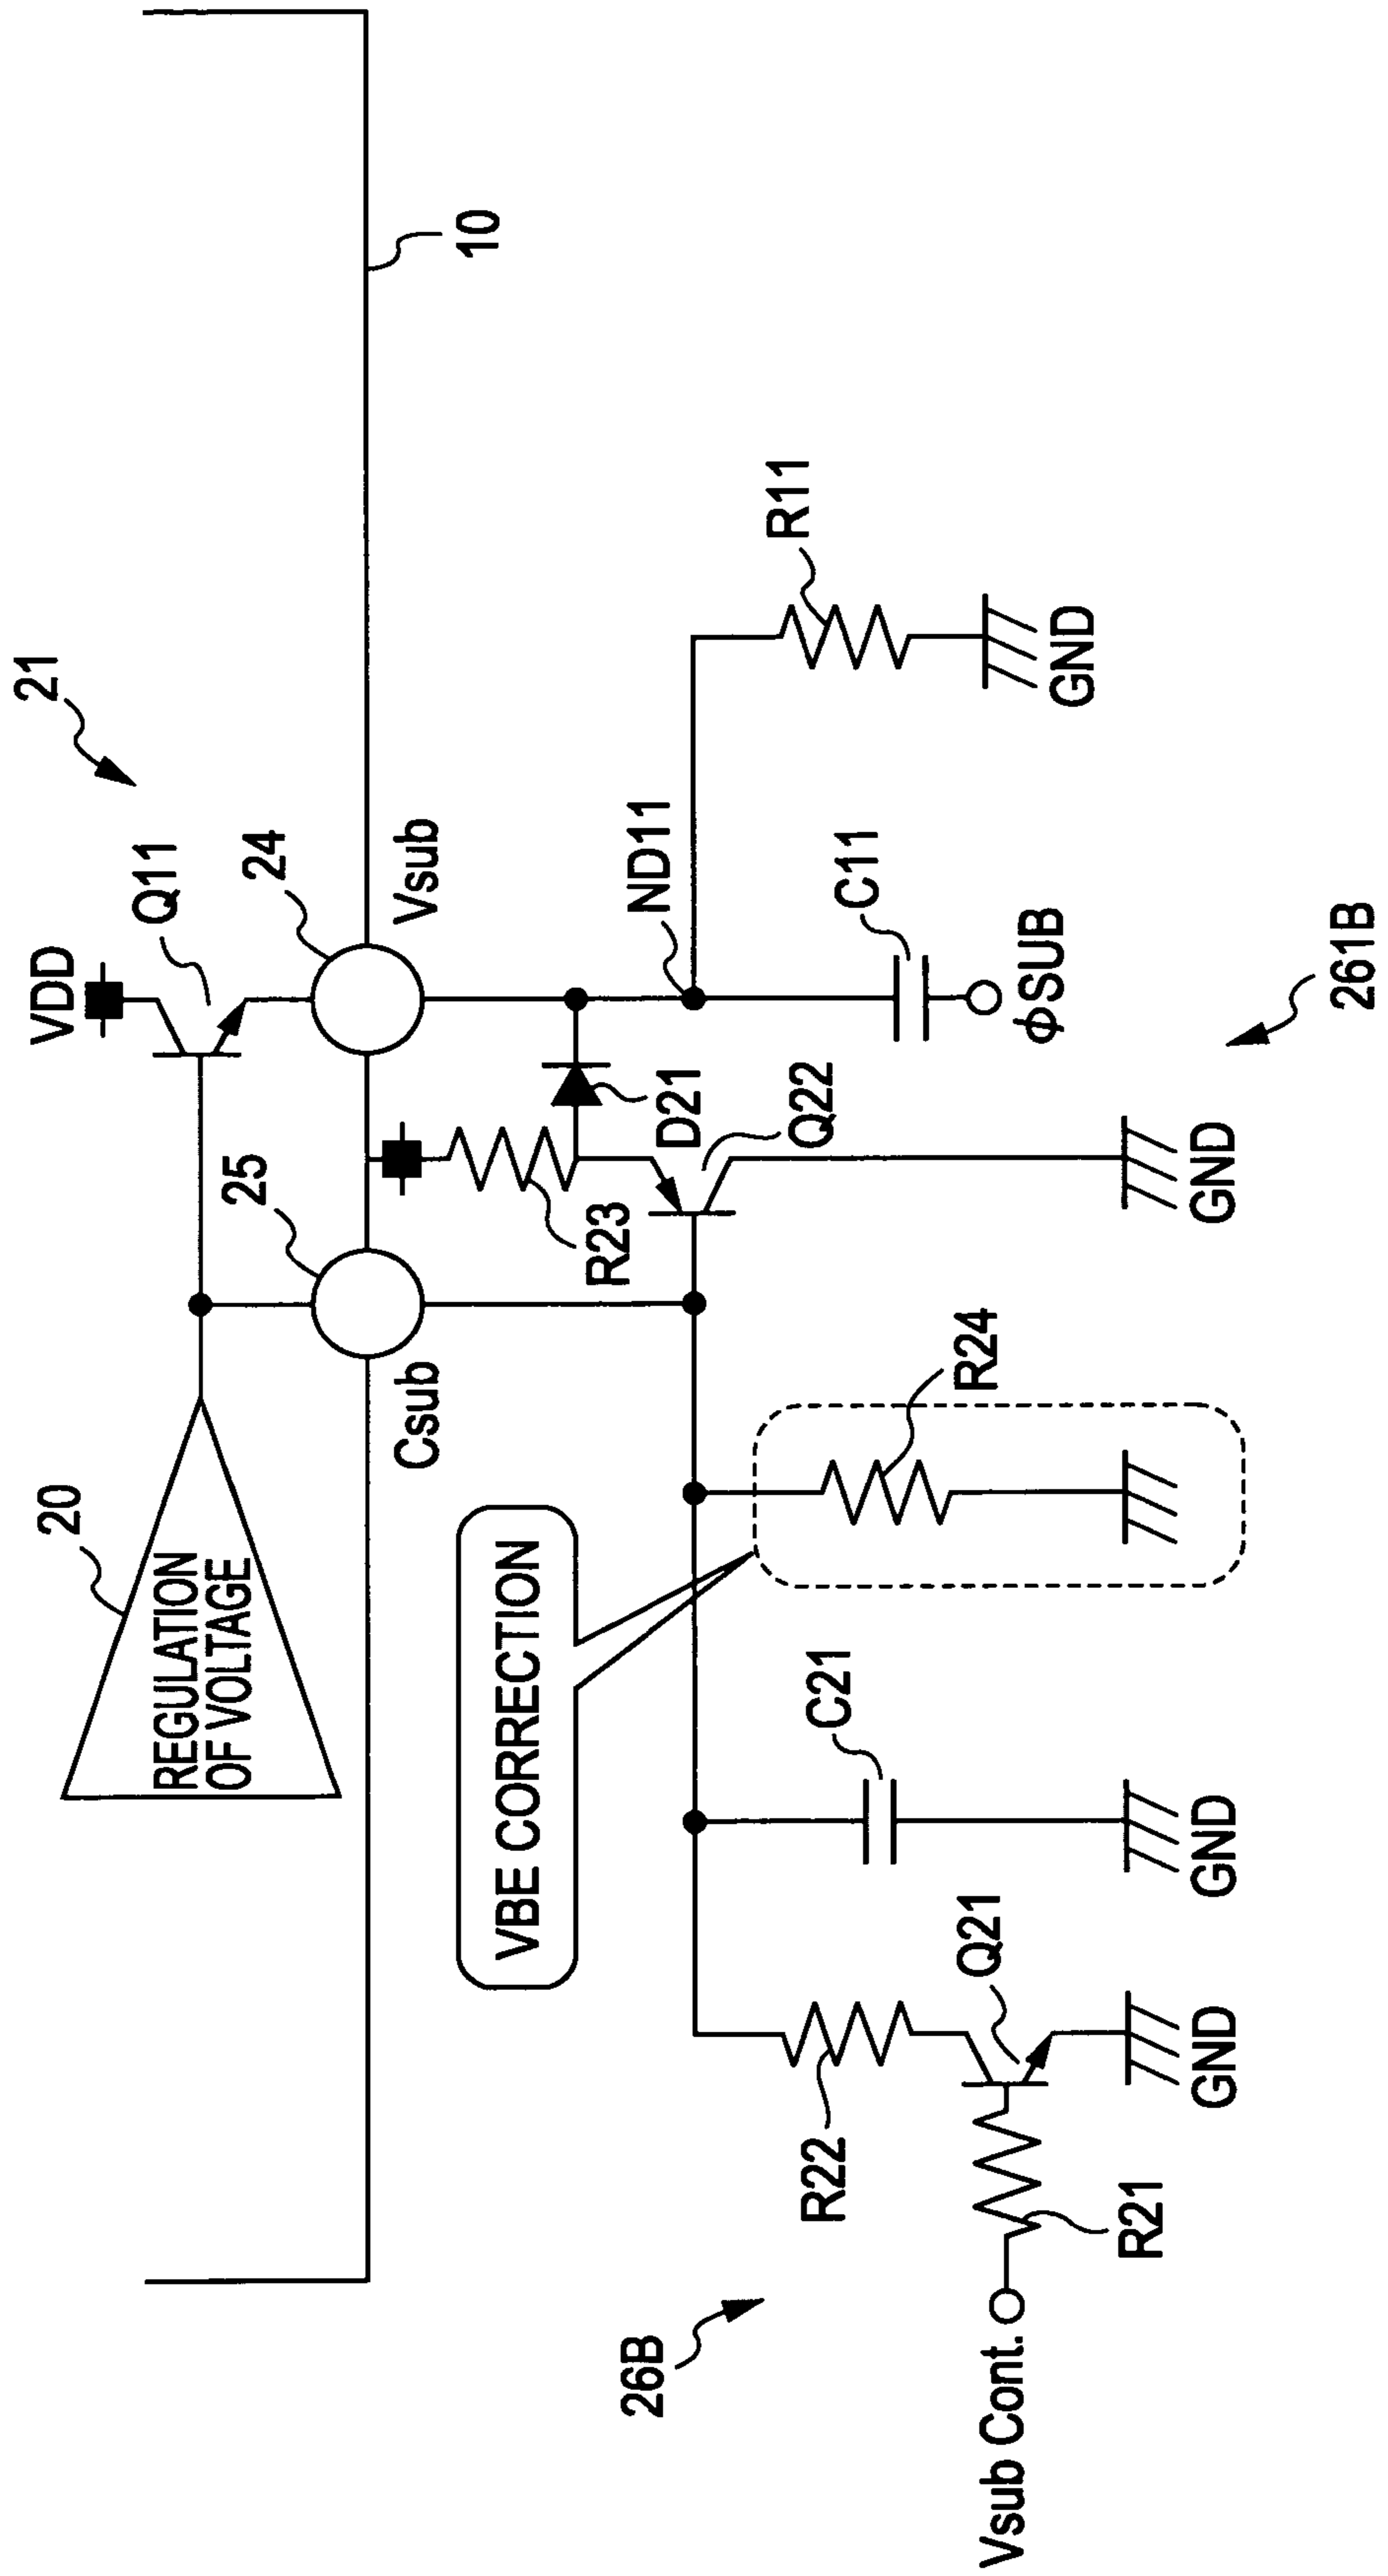 20
REGULATION
OF VOLTAGE
VDD
Q11
21
25
24
10
Csub
Vsub
VBE CORRECTION
R23
D21
ND11
Q22
R11
C11
φSUB
GND
26B
R22
C21
R24
Q21
Vsub Cont.
R21
GND
GND
GND
261B